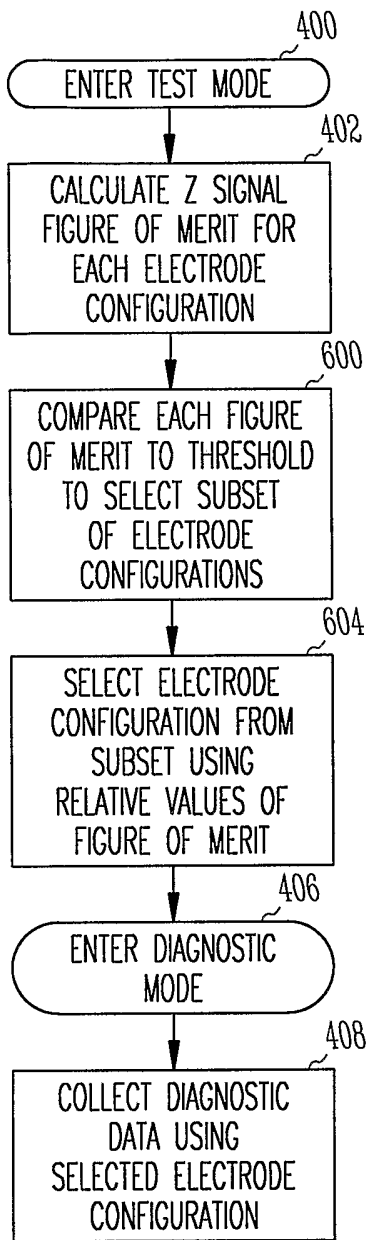 400
ENTER TEST MODE
402
CALCULATE Z SIGNAL
FIGURE OF MERIT FOR
EACH ELECTRODE
CONFIGURATION
600
COMPARE EACH FIGURE
OF MERIT TO THRESHOLD
TO SELECT SUBSET
OF ELECTRODE
CONFIGURATIONS
604
SELECT ELECTRODE
CONFIGURATION FROM
SUBSET USING
RELATIVE VALUES OF
FIGURE OF MERIT
406
ENTER DIAGNOSTIC
MODE
408
COLLECT DIAGNOSTIC
DATA USING
SELECTED ELECTRODE
CONFIGURATION